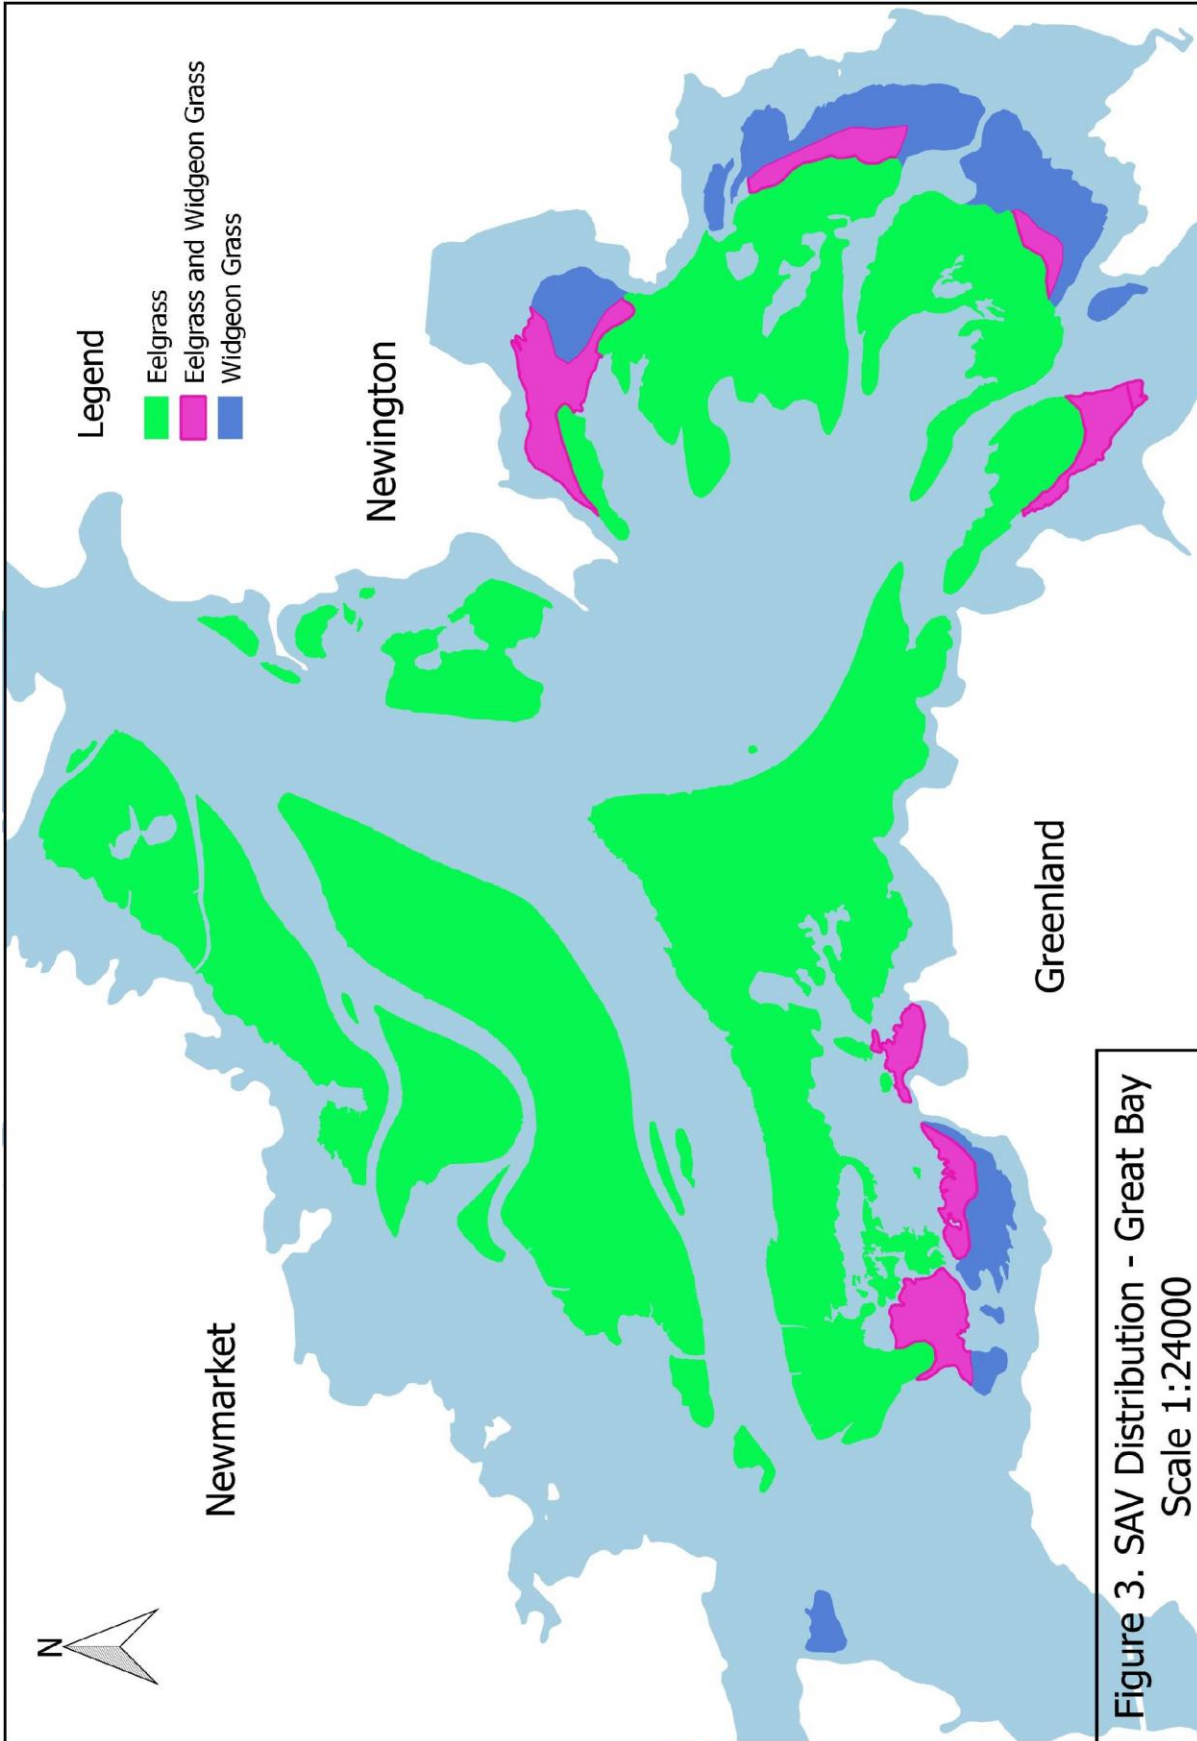 N
Newmarket
Newington
Greenland
Legend
Eelgrass
Eelgrass and Widgeon Grass
Widgeon Grass
Figure 3. SAV Distribution - Great Bay
Scale 1:24000